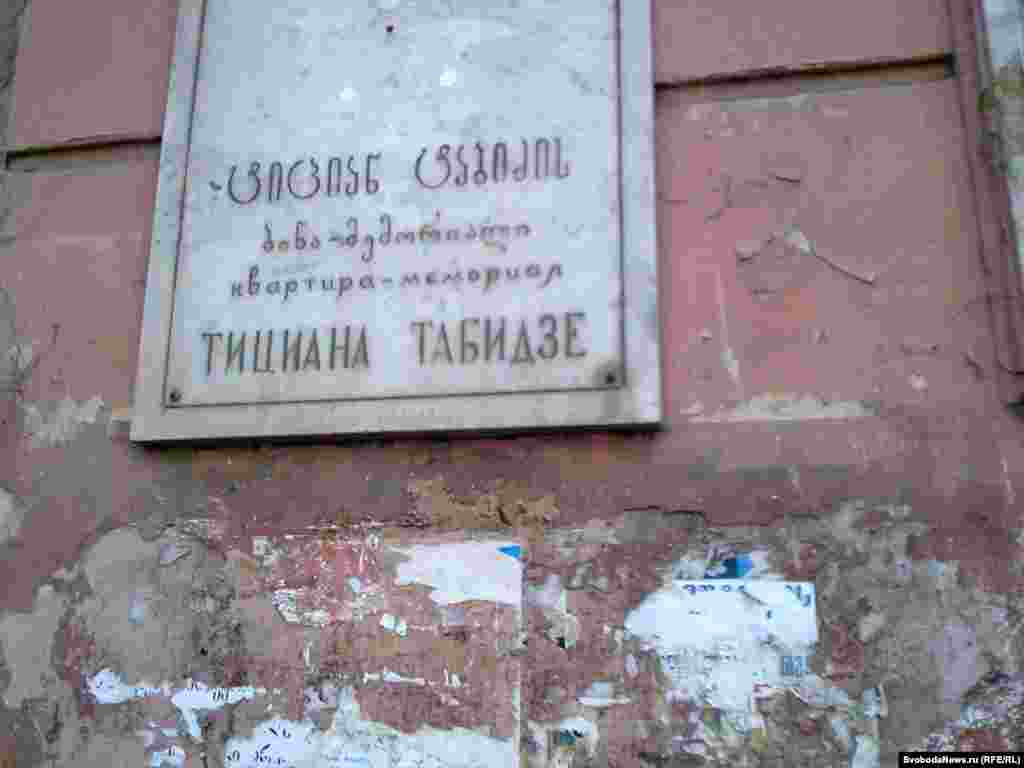 ტიციან ტაბიძის
ბინა-მემორიალი
квартира-мемориал
ТИЦИАНА ТАБИДЗЕ
SvobodaNews.ru (RFE/RL)